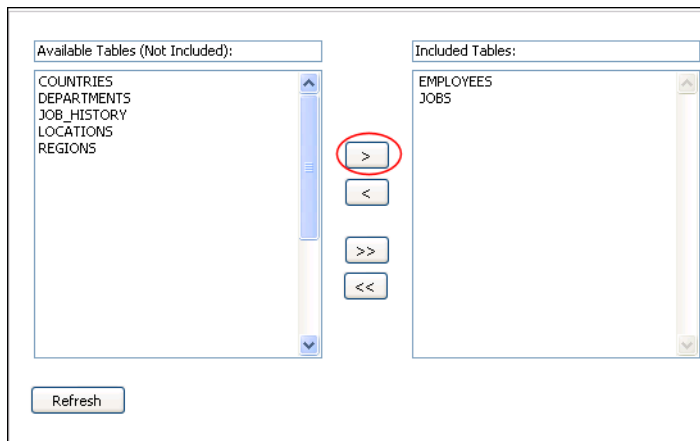 Available Tables (Not Included):
COUNTRIES
DEPARTMENTS
JOB_HISTORY
LOCATIONS
REGIONS
>
<
>>
<<
Included Tables:
EMPLOYEES
JOBS
Refresh